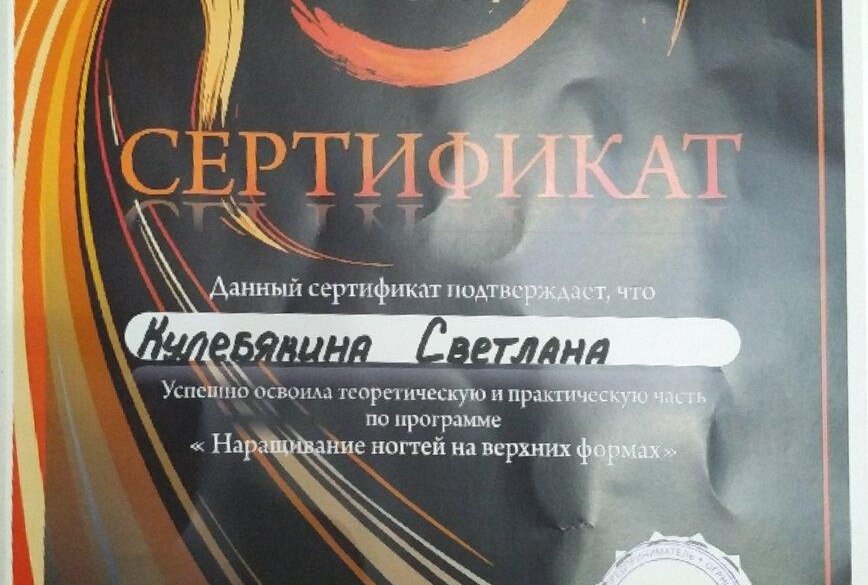 СЕРТИФИКАТ
Данный сертификат подтверждает, что
Кулебякина Светлана
Успешно освоила теоретическую и практическую часть
по программе
« Наращивание ногтей на верхних формах»